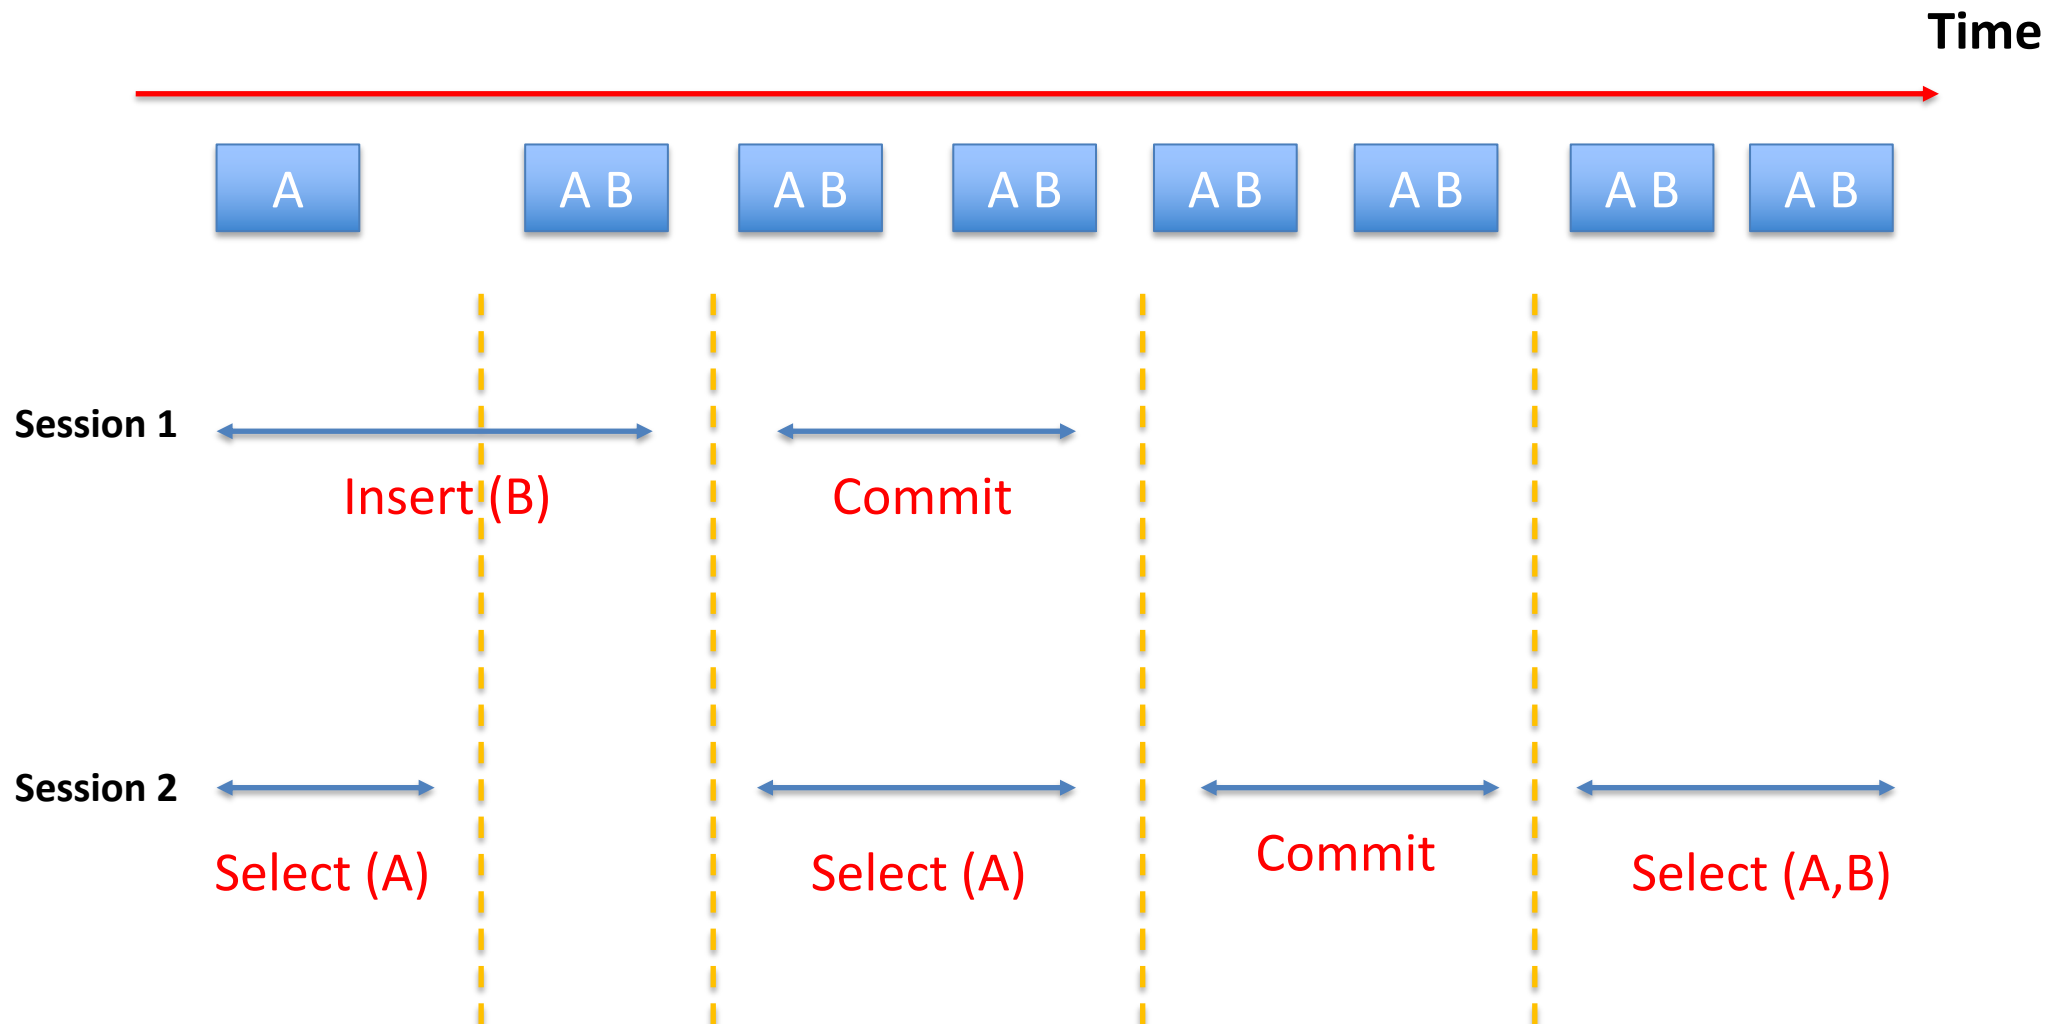 Time
A
A B
A B
A B
A B
A B
A B
A B
Session 1
Insert (B)
Commit
Session 2
Select (A)
Select (A)
Commit
Select (A,B)